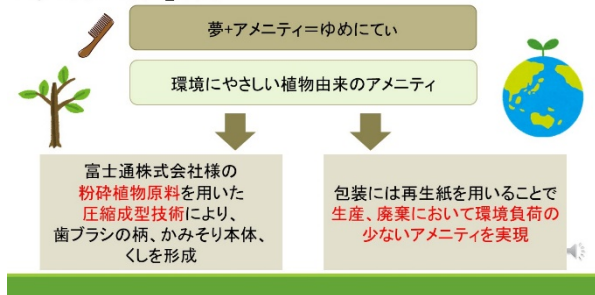 夢+アメニティ＝ゆめにてぃ
環境にやさしい植物由来のアメニティ
富士通株式会社様の
粉砕植物原料を用いた
圧縮成型技術により、
歯ブラシの柄、かみそり本体、
くしを形成
包装には再生紙を用いることで
生産、廃棄において環境負荷の
少ないアメニティを実現